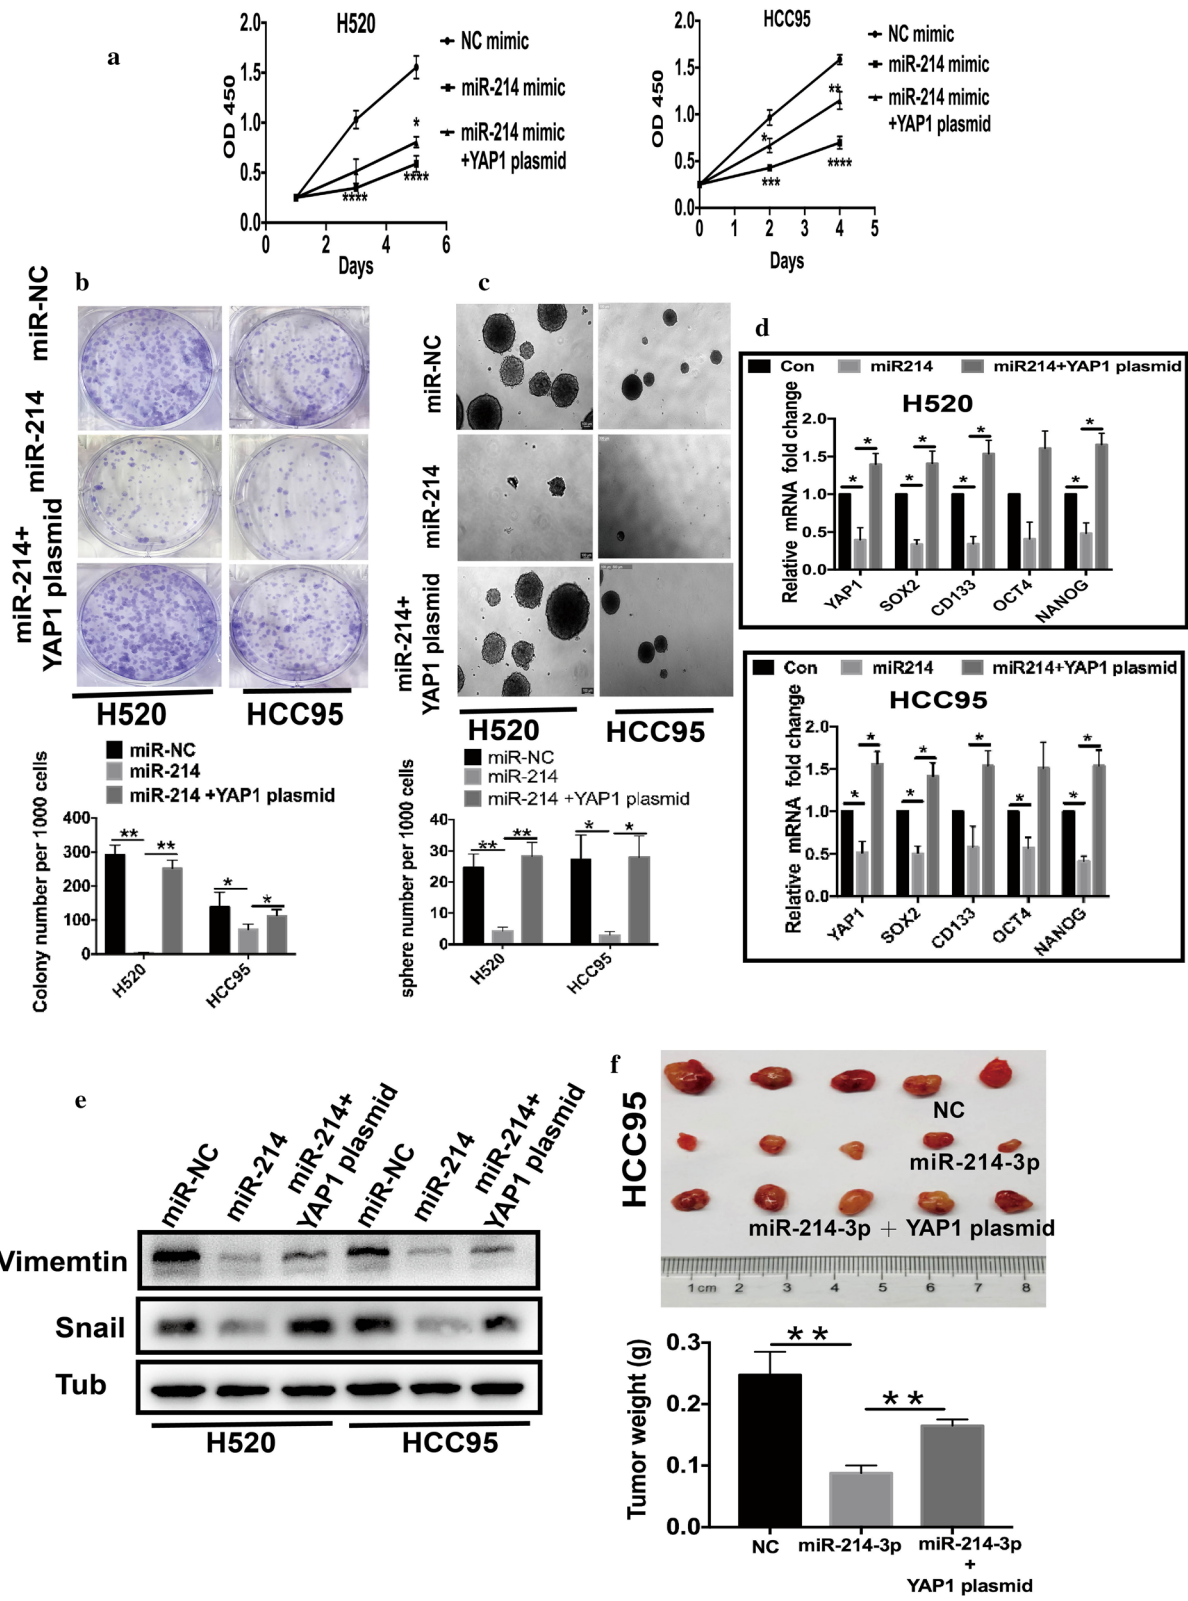 a
H520
2.0
1.5
1.0
0.5
0.0
OD 450
0 2 4 6
Days
NC mimic
miR-214 mimic
miR-214 mimic
+YAP1 plasmid
*
****
****
HCC95
2.0
1.5
1.0
0.5
0.0
OD 450
0 1 2 3 4 5
Days
NC mimic
miR-214 mimic
miR-214 mimic
+YAP1 plasmid
*
**
***
****
b
miR-NC
miR-214
miR-214+
YAP1 plasmid
H520 HCC95
miR-NC
miR-214
miR-214 +YAP1 plasmid
Colony number per 1000 cells
400
300
200
100
0
** ** * *
H520 HCC95
c
miR-NC
miR-214
miR-214+
YAP1 plasmid
H520 HCC95
miR-NC
miR-214
miR-214 +YAP1 plasmid
sphere number per 1000 cells
40
30
20
10
0
** ** * *
H520 HCC95
d
Con miR214 miR214+YAP1 plasmid
H520
Relative mRNA fold change
2.0
1.5
1.0
0.5
0.0
* * * * * * * *
YAP1 SOX2 CD133 OCT4 NANOG
Con miR214 miR214+YAP1 plasmid
HCC95
Relative mRNA fold change
2.0
1.5
1.0
0.5
0.0
* * * * * * * *
YAP1 SOX2 CD133 OCT4 NANOG
e
miR-NC
miR-214
miR-214+
YAP1 plasmid
miR-NC
miR-214
miR-214+
YAP1 plasmid
Vimemtin
Snail
Tub
H520 HCC95
f
HCC95
NC
miR-214-3p
miR-214-3p + YAP1 plasmid
1cm 2 3 4 5 6 7 8
Tumor weight (g)
0.3
0.2
0.1
0.0
**
**
NC
miR-214-3p
miR-214-3p
+
YAP1 plasmid